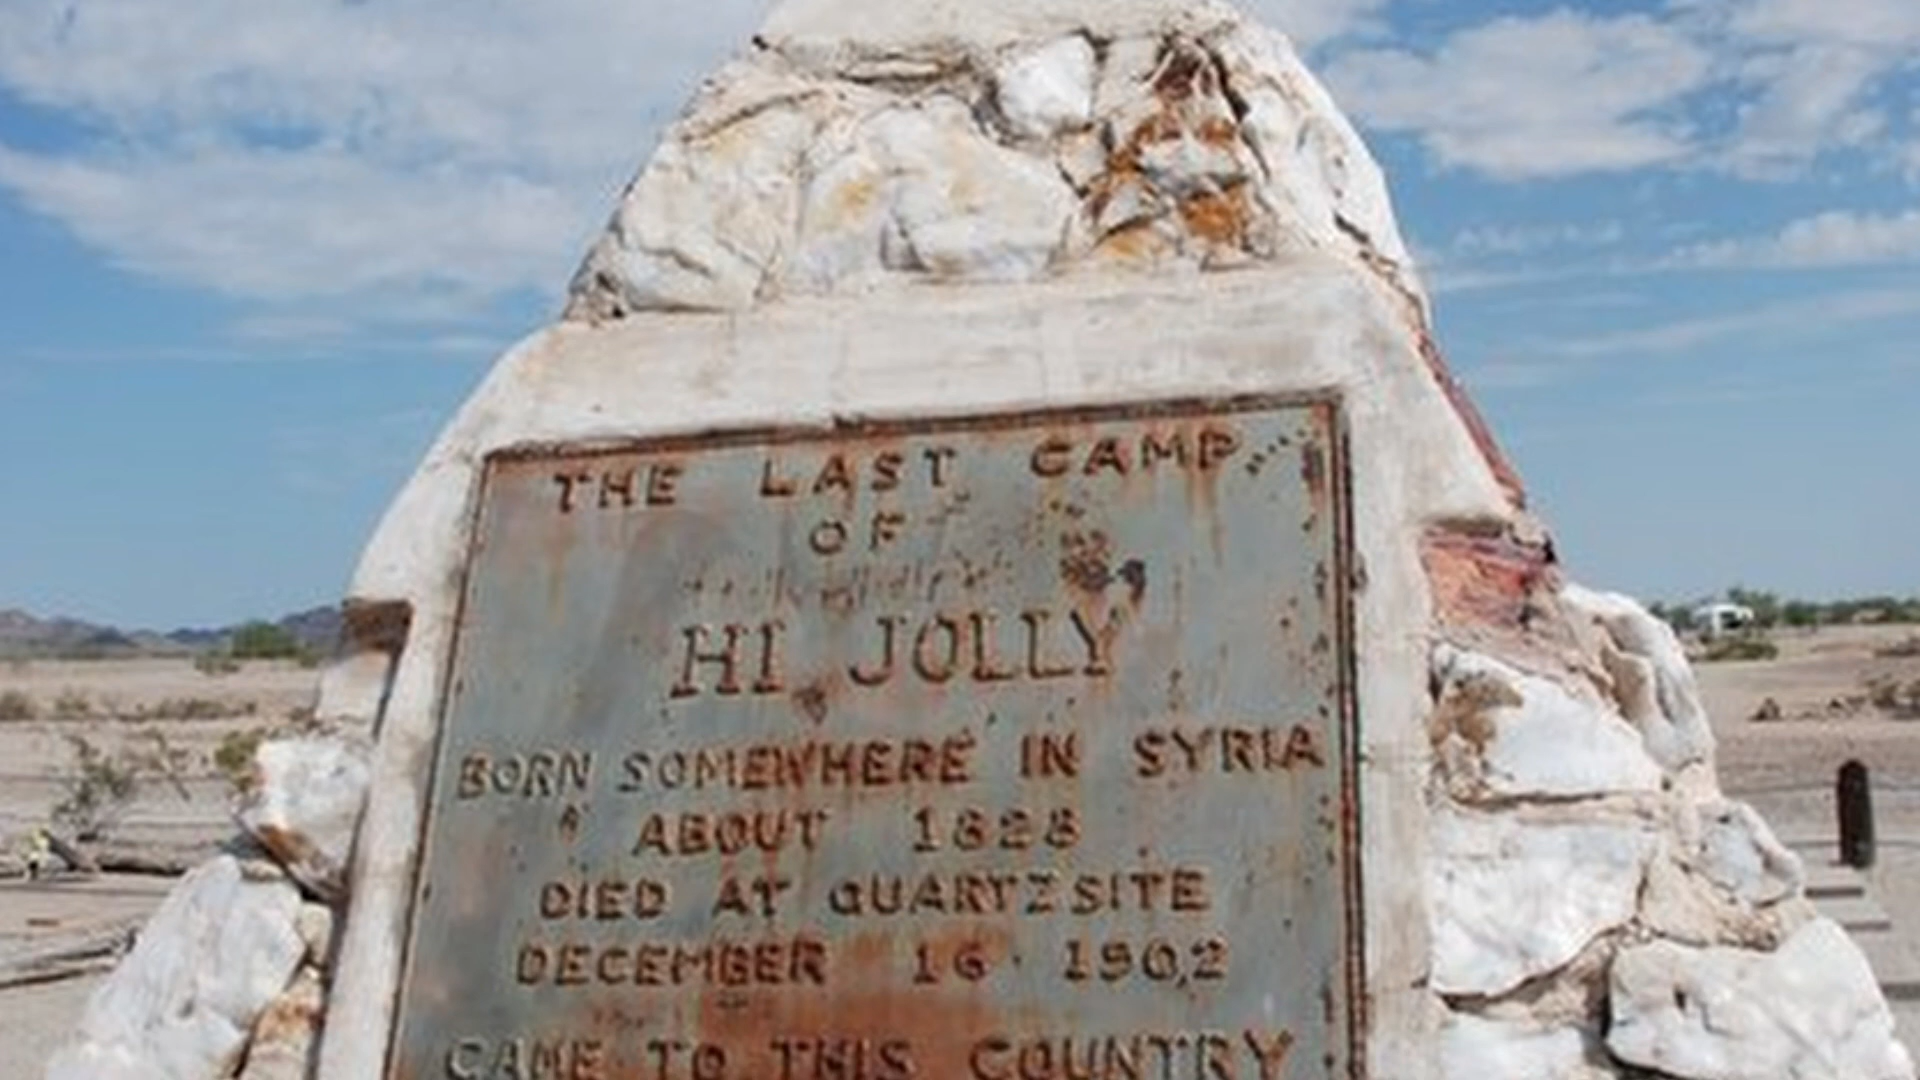 THE LAST CAMP
OF
HI JOLLY
BORN SOMEWHERE IN SYRIA
ABOUT 1828
DIED AT QUARTZSITE
DECEMBER 16 1902
CAME TO THIS COUNTRY